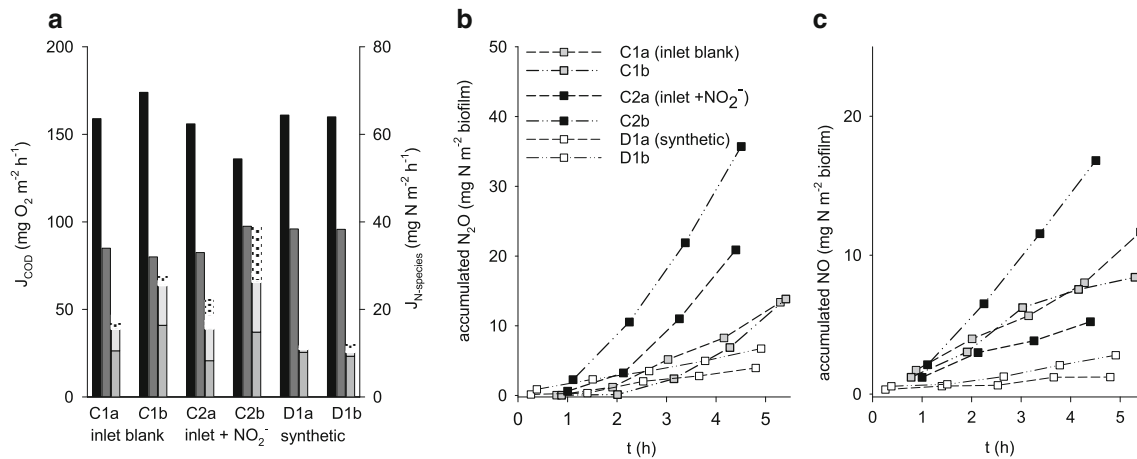 a
200
150
100
50
0
J_COD (mg O₂ m⁻² h⁻¹)
80
60
40
20
0
J_N-species (mg N m⁻² h⁻¹)
C1a C1b C2a C2b D1a D1b
inlet blank inlet + NO₂⁻ synthetic
b
50
40
30
20
10
0
accumulated N₂O (mg N m⁻² biofilm)
C1a (inlet blank)
C1b
C2a (inlet +NO₂⁻)
C2b
D1a (synthetic)
D1b
0 1 2 3 4 5
t (h)
c
20
10
0
accumulated NO (mg N m⁻² biofilm)
0 1 2 3 4 5
t (h)